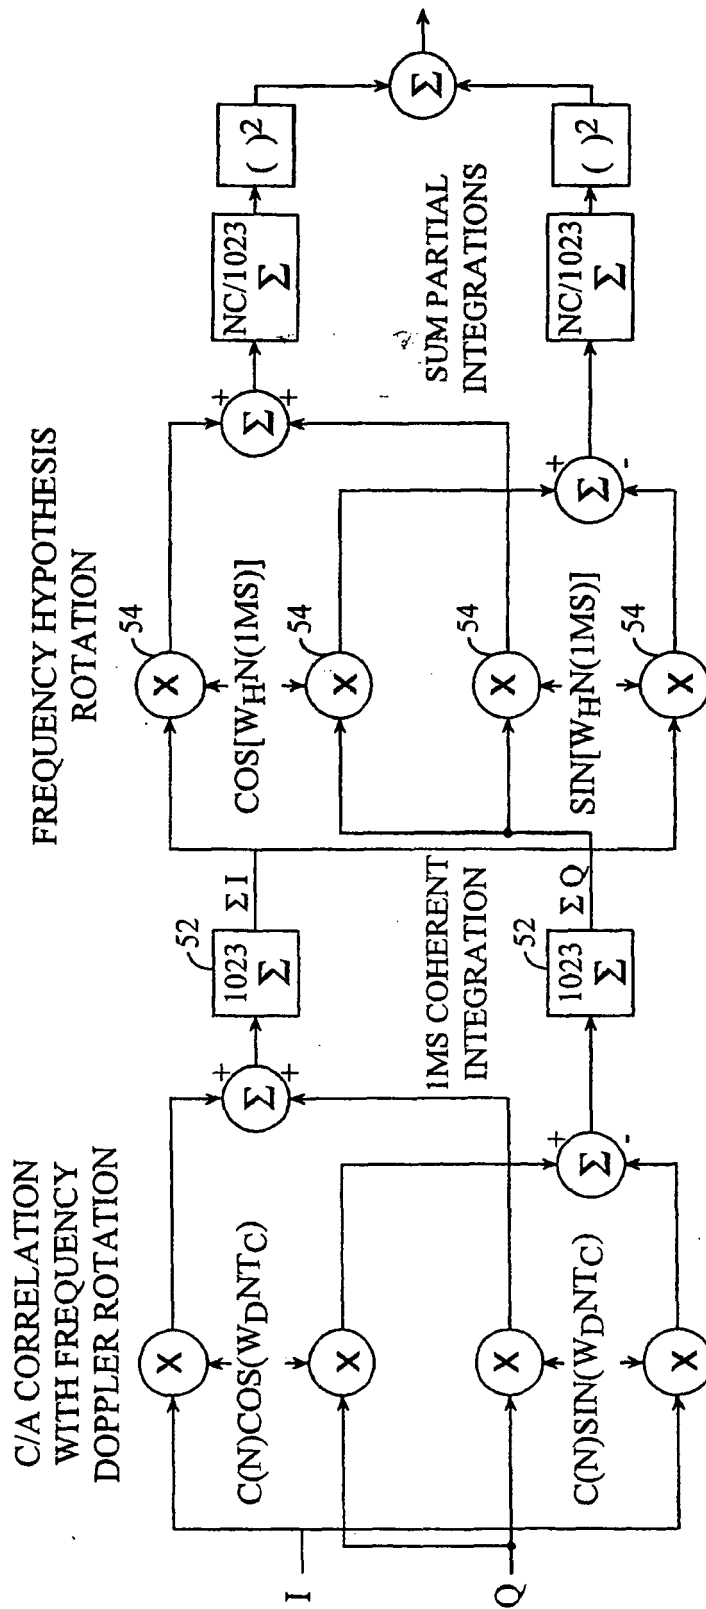 C/A CORRELATION
WITH FREQUENCY
DOPPLER ROTATION
FREQUENCY HYPOTHESIS
ROTATION
I
Q
X
C(N)COS(WDNTC)
X
X
C(N)SIN(WDNTC)
X
+
Σ
+
+
Σ
-
1023
Σ
52
1MS COHERENT
INTEGRATION
1023
Σ
52
Σ I
Σ Q
X
54
COS[WHN(1MS)]
X
54
X
54
SIN[WHN(1MS)]
X
54
+
Σ
+
+
Σ
-
NC/1023
Σ
SUM PARTIAL
INTEGRATIONS
NC/1023
Σ
( )2
( )2
Σ